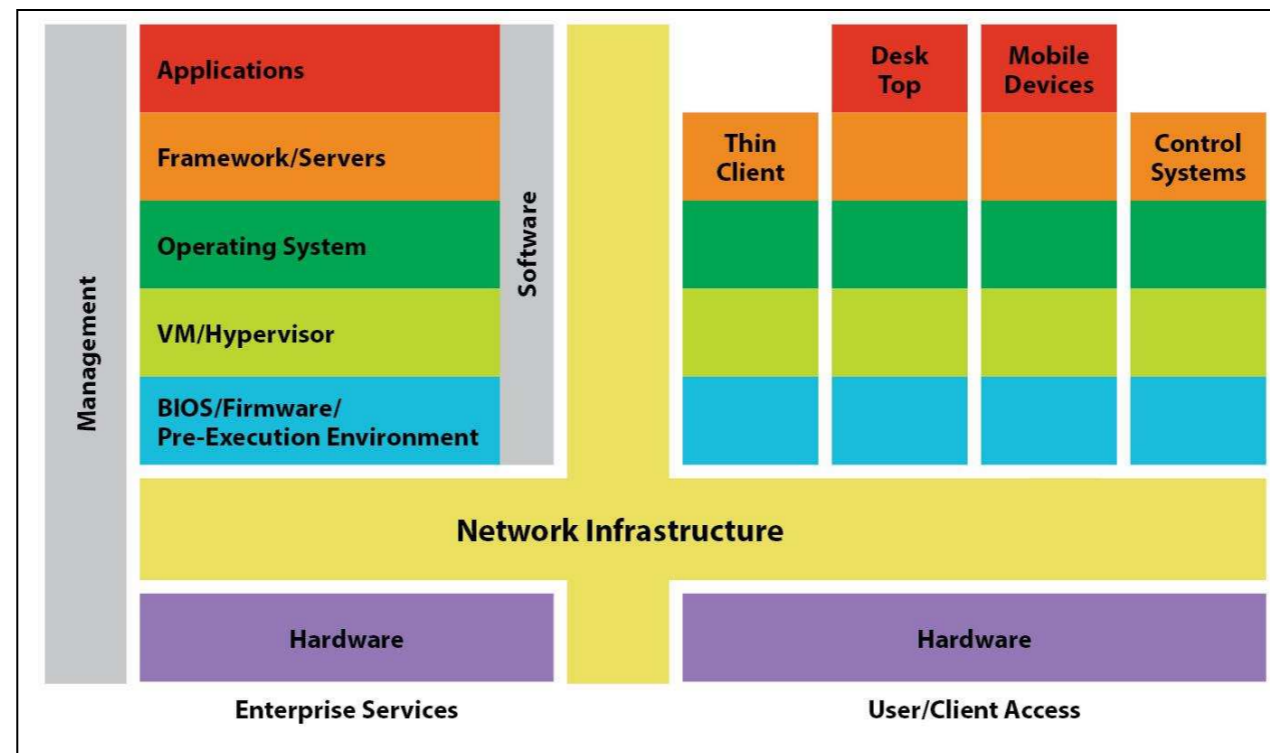 Management
Applications
Framework/Servers
Operating System
VM/Hypervisor
BIOS/Firmware/
Pre-Execution Environment
Software
Thin
Client
Desk
Top
Mobile
Devices
Control
Systems
Network Infrastructure
Hardware
Hardware
Enterprise Services
User/Client Access